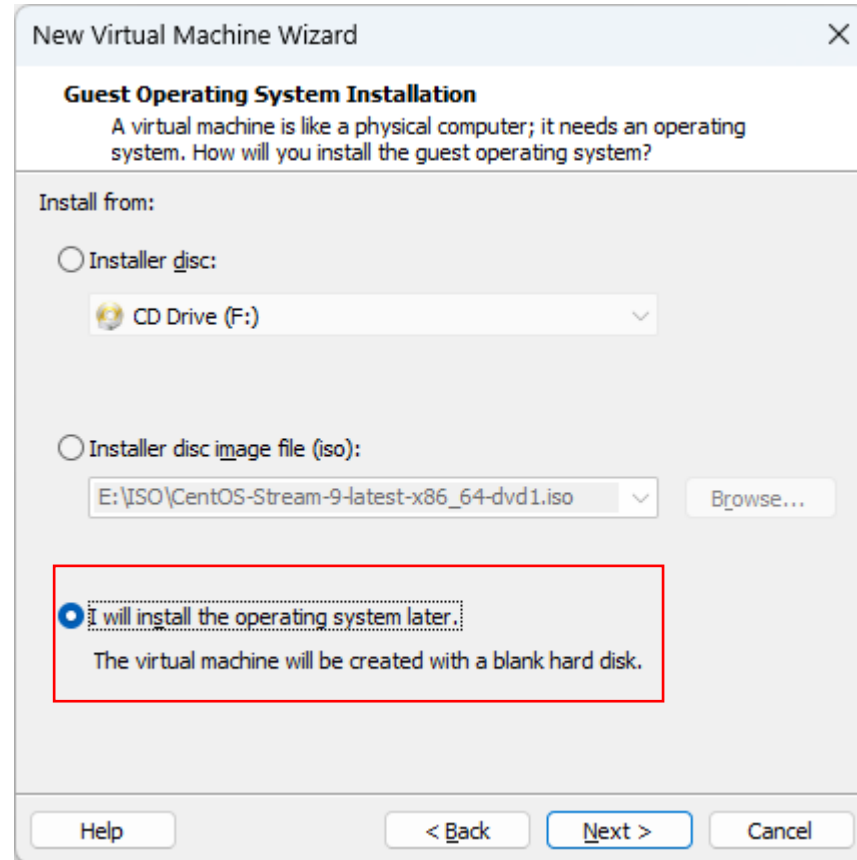 New Virtual Machine Wizard
Guest Operating System Installation
A virtual machine is like a physical computer; it needs an operating
system. How will you install the guest operating system?
Install from:
Installer disc:
CD Drive (F:)
Installer disc image file (iso):
E:\ISO\CentOS-Stream-9-latest-x86_64-dvd1.iso
Browse...
I will install the operating system later.
The virtual machine will be created with a blank hard disk.
Help
< Back
Next >
Cancel